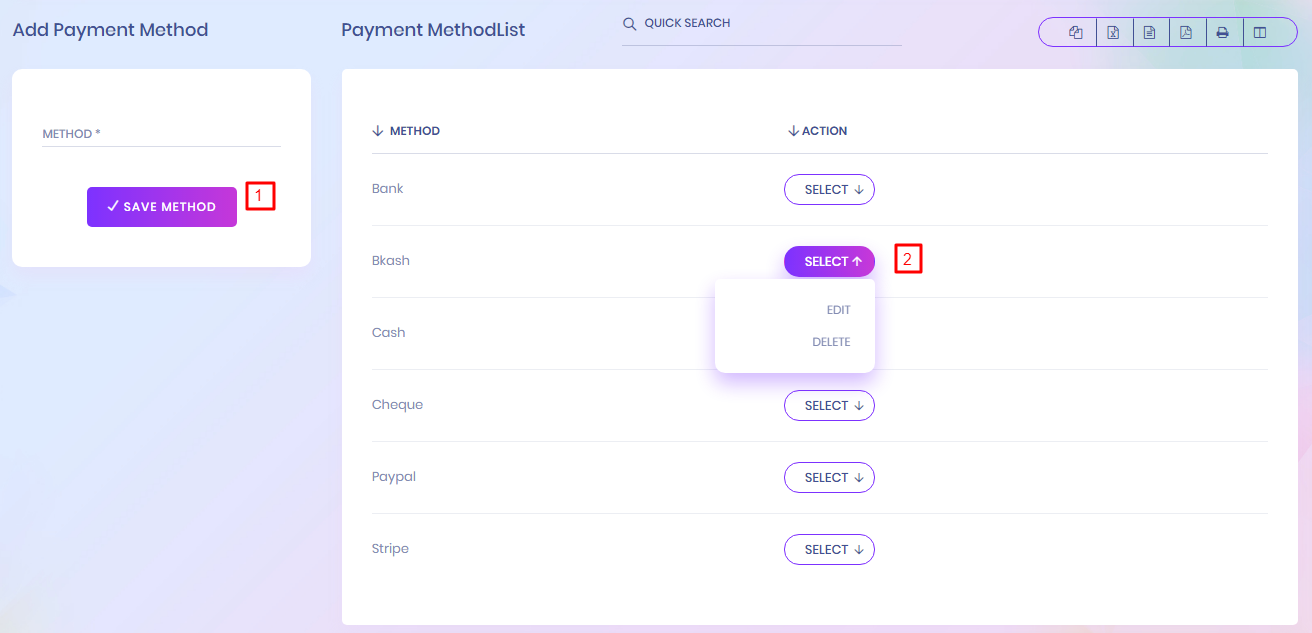 Add Payment Method
Payment MethodList
QUICK SEARCH
METHOD *
✓ SAVE METHOD
1
METHOD
ACTION
Bank
SELECT
Bkash
SELECT
2
EDIT
DELETE
Cash
Cheque
SELECT
Paypal
SELECT
Stripe
SELECT